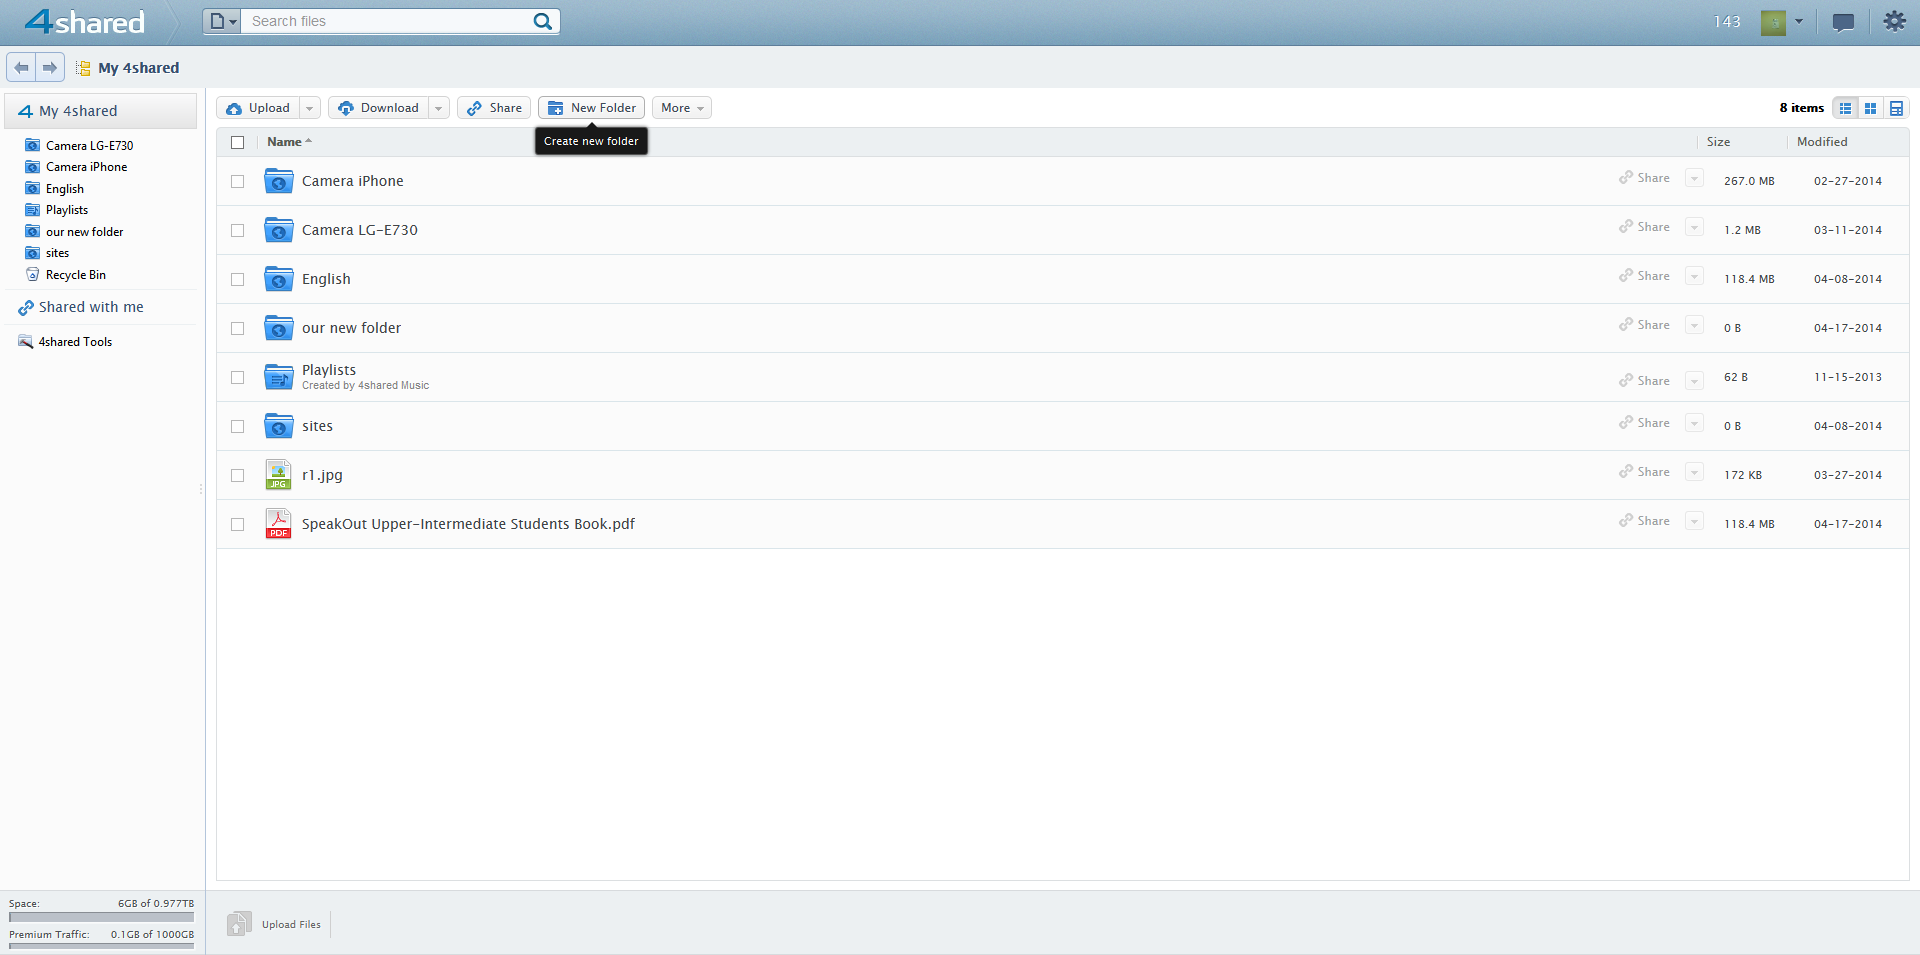 4shared
Search files
143
My 4shared
4 My 4shared
Camera LG-E730
Camera iPhone
English
Playlists
our new folder
sites
Recycle Bin
Shared with me
4shared Tools
Upload Download Share New Folder More
8 items
Create new folder
Name Size Modified
Camera iPhone Share 267.0 MB 02-27-2014
Camera LG-E730 Share 1.2 MB 03-11-2014
English Share 118.4 MB 04-08-2014
our new folder Share 0 B 04-17-2014
Playlists
Created by 4shared Music
Share 62 B 11-15-2013
sites Share 0 B 04-08-2014
JPG r1.jpg Share 172 KB 03-27-2014
PDF SpeakOut Upper-Intermediate Students Book.pdf Share 118.4 MB 04-17-2014
Space: 6GB of 0.977TB
Premium Traffic: 0.1GB of 1000GB
Upload Files